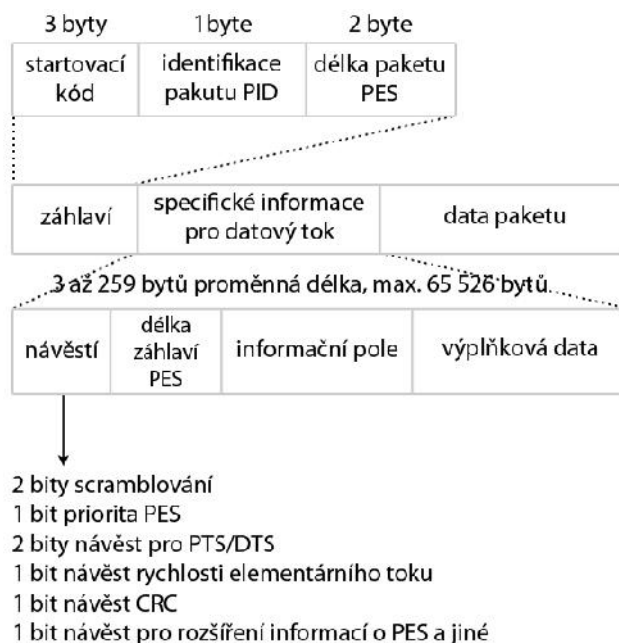 3 byty 1 byte 2 byte
startovací identifikace délka paketu
kód pakutu PID PES
záhlaví specifické informace data paketu
pro datový tok
3 až 259 bytů proměnná délka, max. 65 526 bytů
návěstí délka záhlaví PES informační pole výplňková data
2 bity scramblování
1 bit priorita PES
2 bity návěst pro PTS/DTS
1 bit návěst rychlosti elementárního toku
1 bit návěst CRC
1 bit návěst pro rozšíření informací o PES a jiné